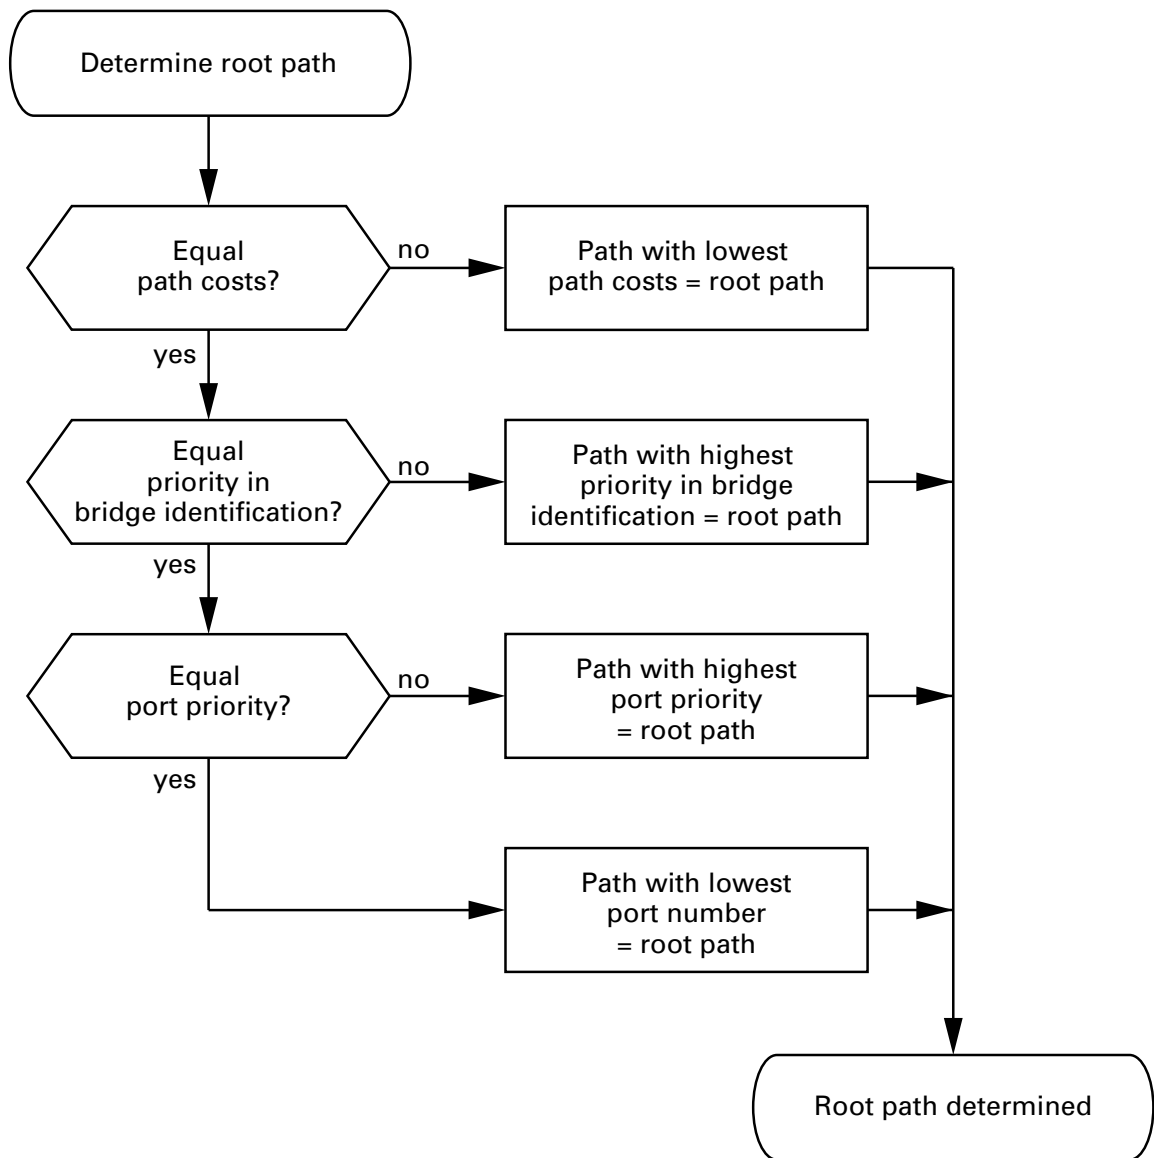 Determine root path
Equal
path costs?
no
Path with lowest
path costs = root path
yes
Equal
priority in
bridge identification?
no
Path with highest
priority in bridge
identification = root path
yes
Equal
port priority?
no
Path with highest
port priority
= root path
yes
Path with lowest
port number
= root path
Root path determined